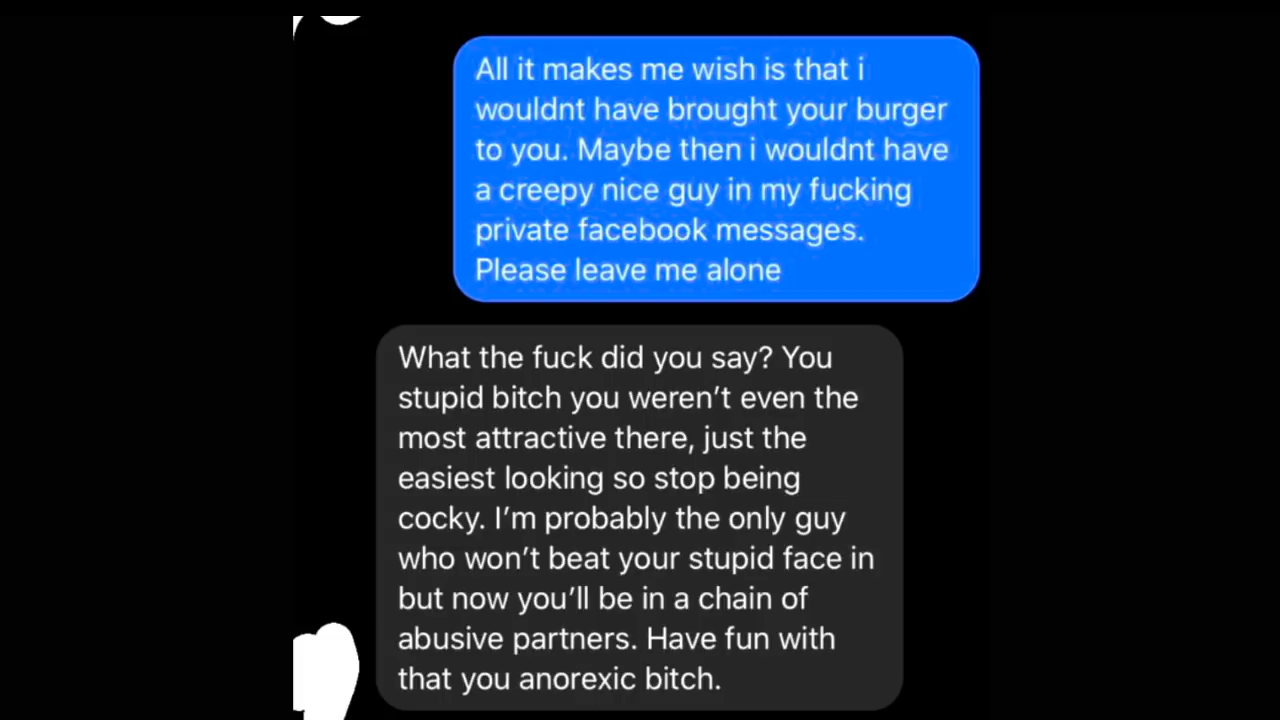 All it makes me wish is that i
wouldnt have brought your burger
to you. Maybe then i wouldnt have
a creepy nice guy in my fucking
private facebook messages.
Please leave me alone
What the fuck did you say? You
stupid bitch you weren’t even the
most attractive there, just the
easiest looking so stop being
cocky. I’m probably the only guy
who won’t beat your stupid face in
but now you’ll be in a chain of
abusive partners. Have fun with
that you anorexic bitch.